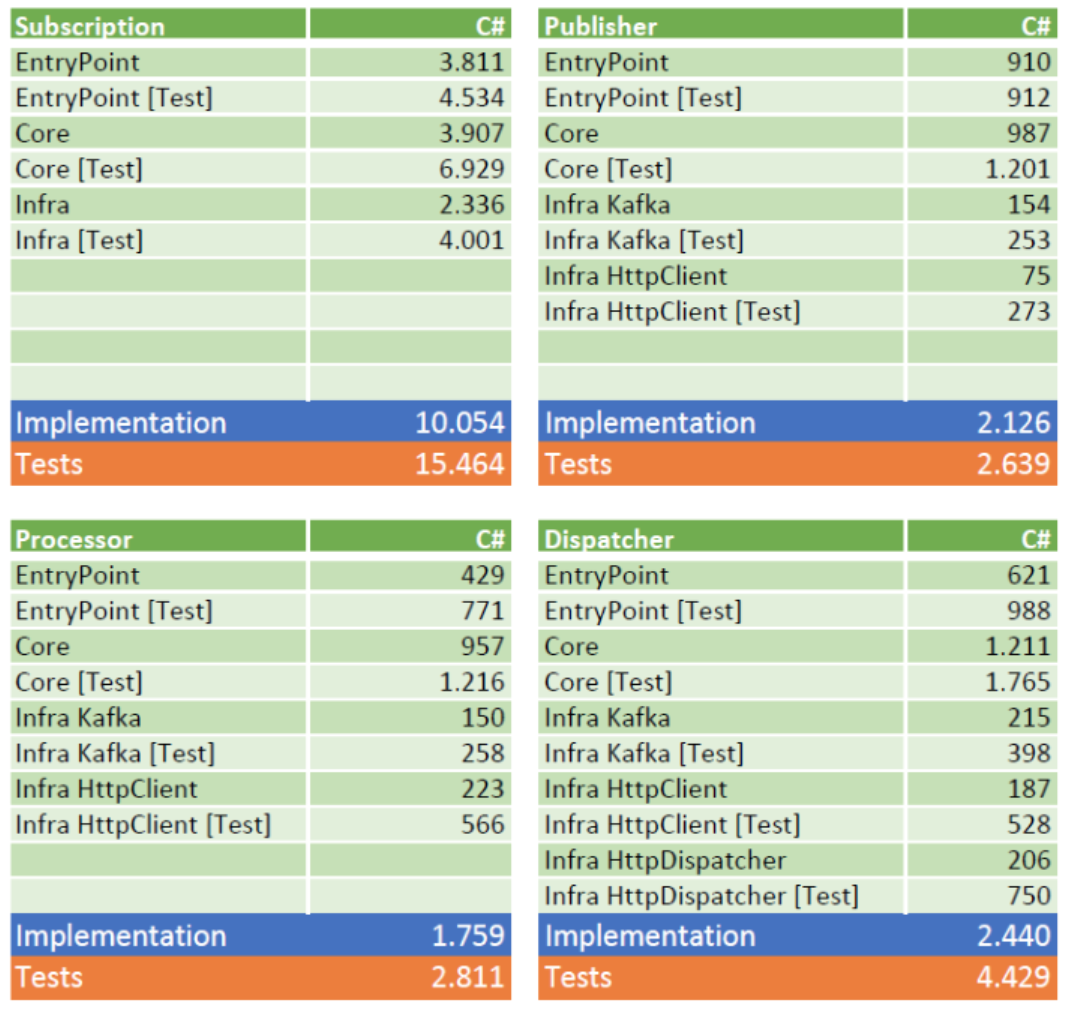 Subscription C#
EntryPoint 3.811
EntryPoint [Test] 4.534
Core 3.907
Core [Test] 6.929
Infra 2.336
Infra [Test] 4.001
Implementation 10.054
Tests 15.464
Publisher C#
EntryPoint 910
EntryPoint [Test] 912
Core 987
Core [Test] 1.201
Infra Kafka 154
Infra Kafka [Test] 253
Infra HttpClient 75
Infra HttpClient [Test] 273
Implementation 2.126
Tests 2.639
Processor C#
EntryPoint 429
EntryPoint [Test] 771
Core 957
Core [Test] 1.216
Infra Kafka 150
Infra Kafka [Test] 258
Infra HttpClient 223
Infra HttpClient [Test] 566
Implementation 1.759
Tests 2.811
Dispatcher C#
EntryPoint 621
EntryPoint [Test] 988
Core 1.211
Core [Test] 1.765
Infra Kafka 215
Infra Kafka [Test] 398
Infra HttpClient 187
Infra HttpClient [Test] 528
Infra HttpDispatcher 206
Infra HttpDispatcher [Test] 750
Implementation 2.440
Tests 4.429